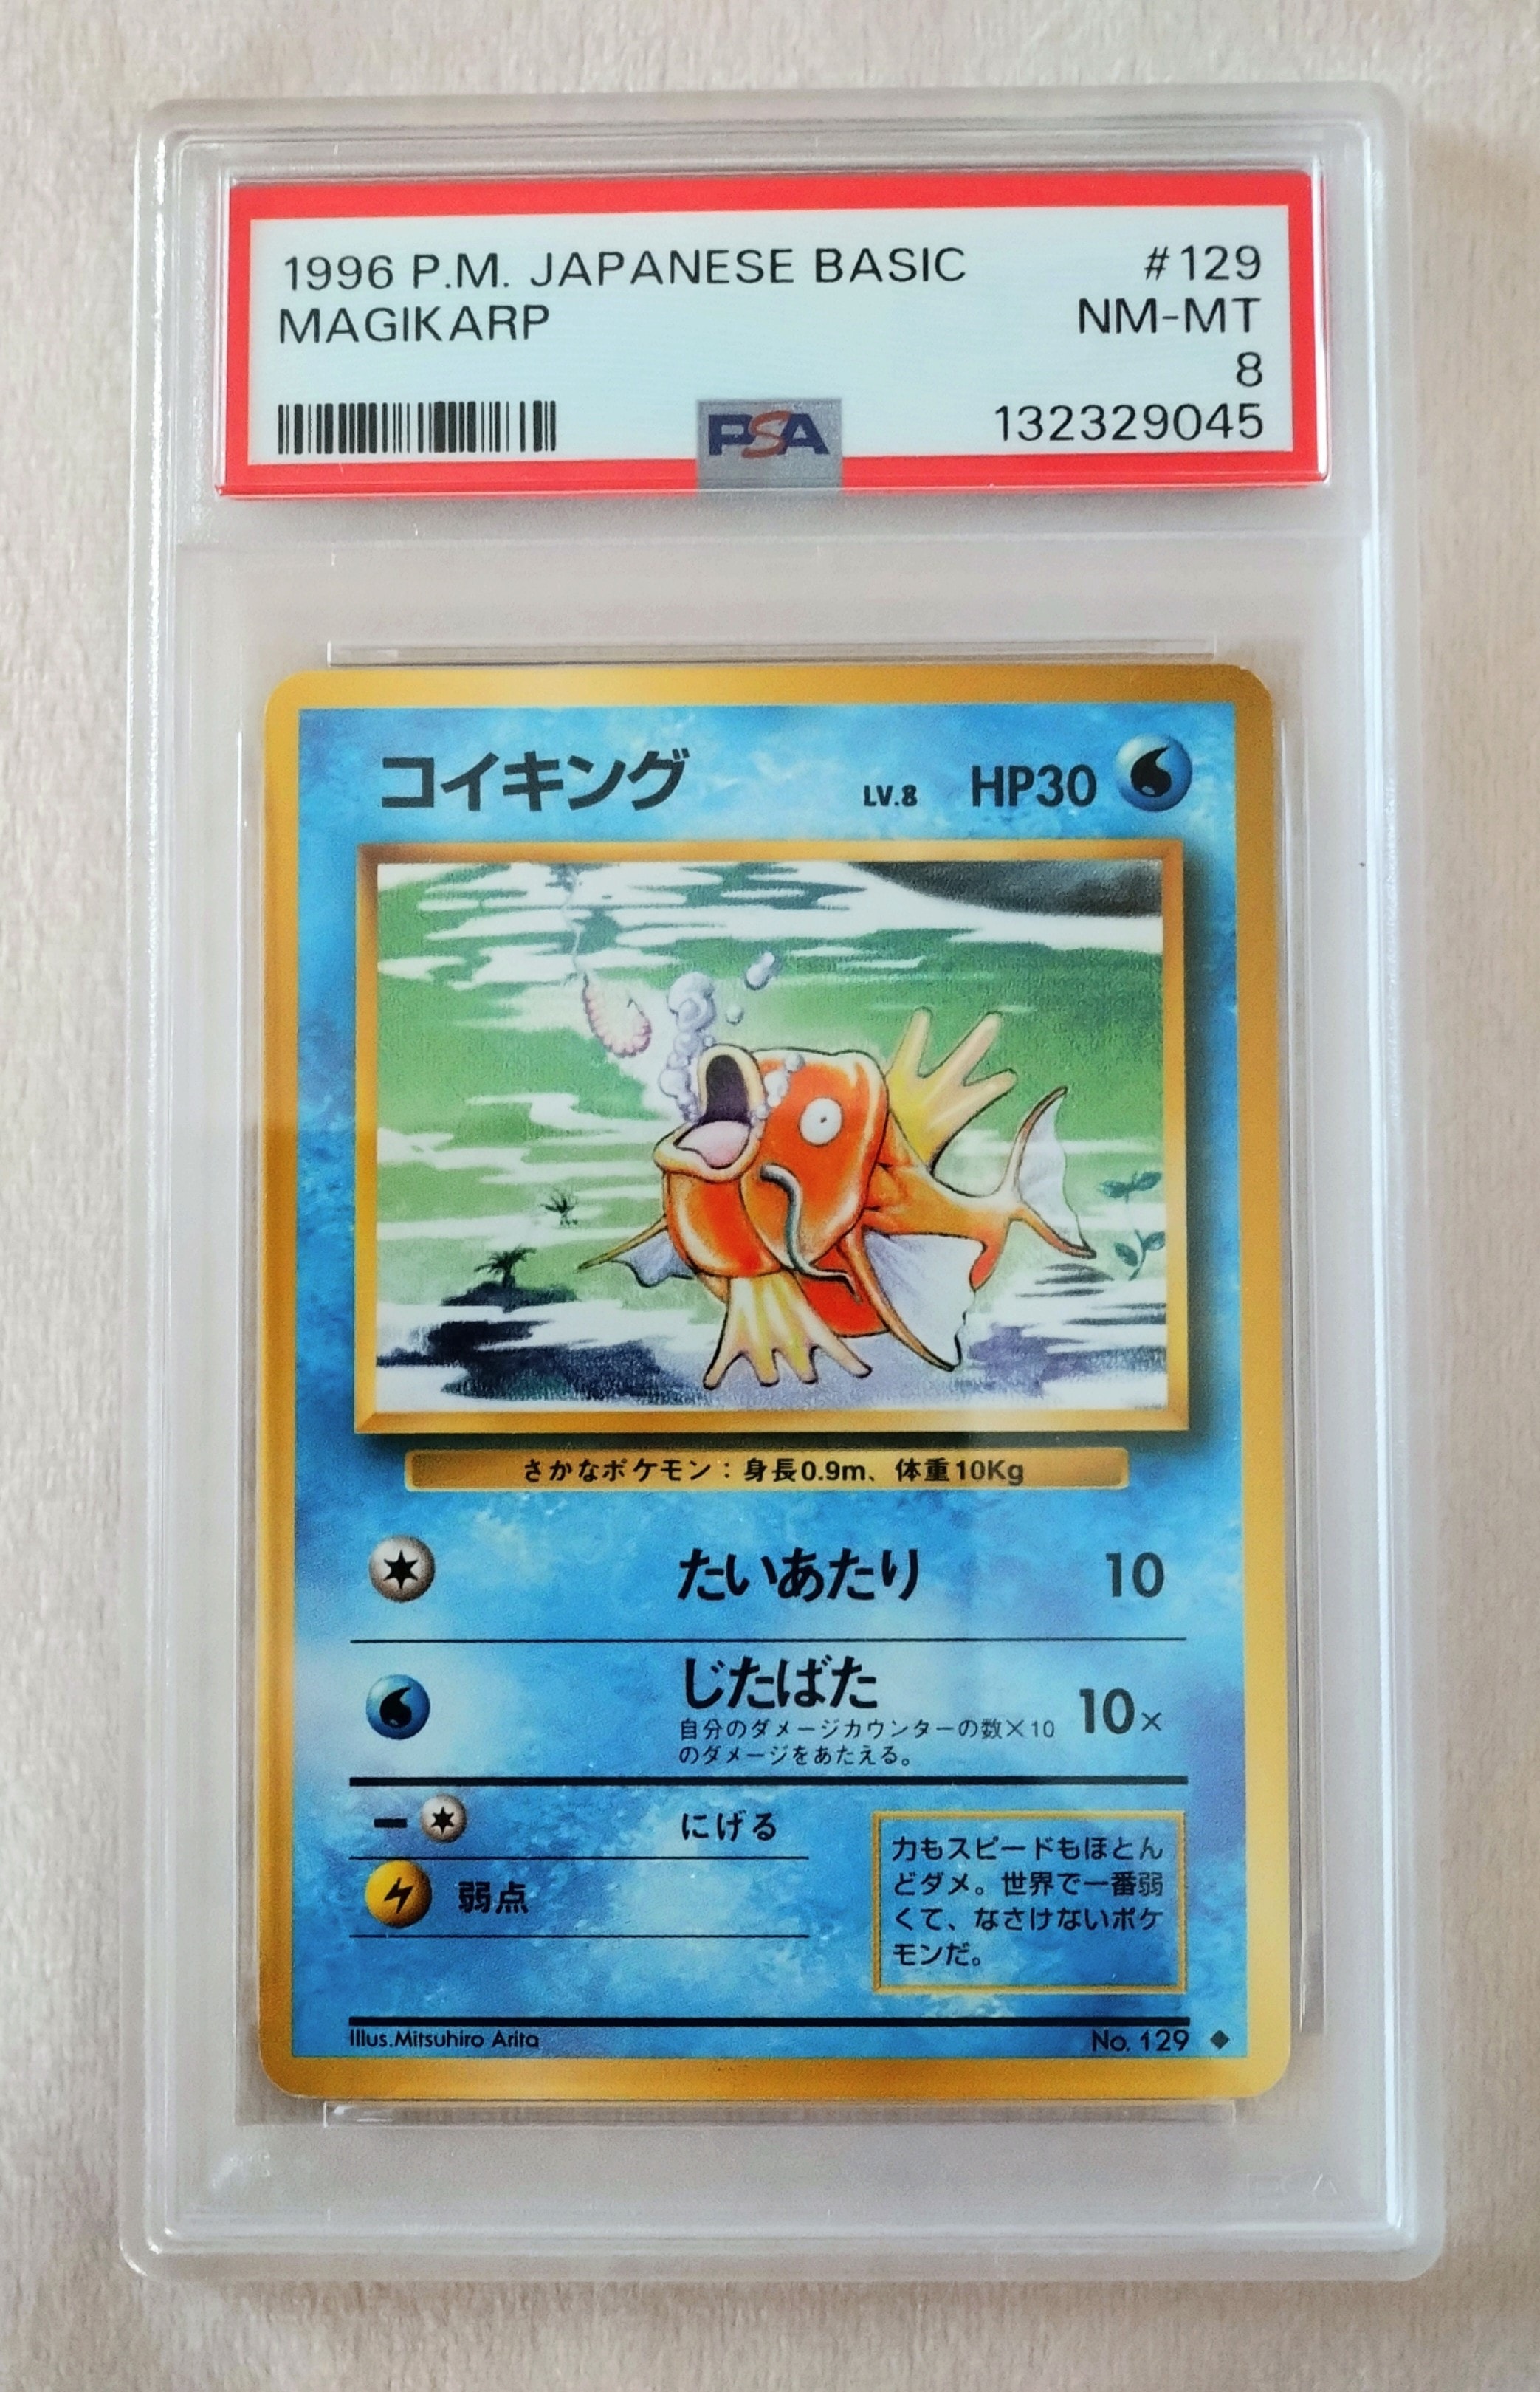 1996 P.M. JAPANESE BASIC #129
MAGIKARP NM-MT
8
PSA 132329045
コイキング LV.8 HP30
さかなポケモン：身長0.9m、体重10Kg
たいあたり 10
じたばた 10×
自分のダメージカウンターの数×10
のダメージをあたえる。
− にげる
弱点
力もスピードもほとん
どダメ。世界で一番弱
くて、なさけないポケ
モンだ。
Illus.Mitsuhiro Arita No. 129 ◆
PSA